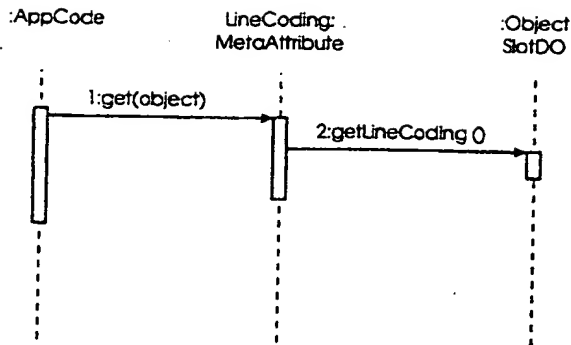 :AppCode
LineCoding:
MetaAttribute
:Object
SlotDO
1:get(object)
2:getLineCoding ()